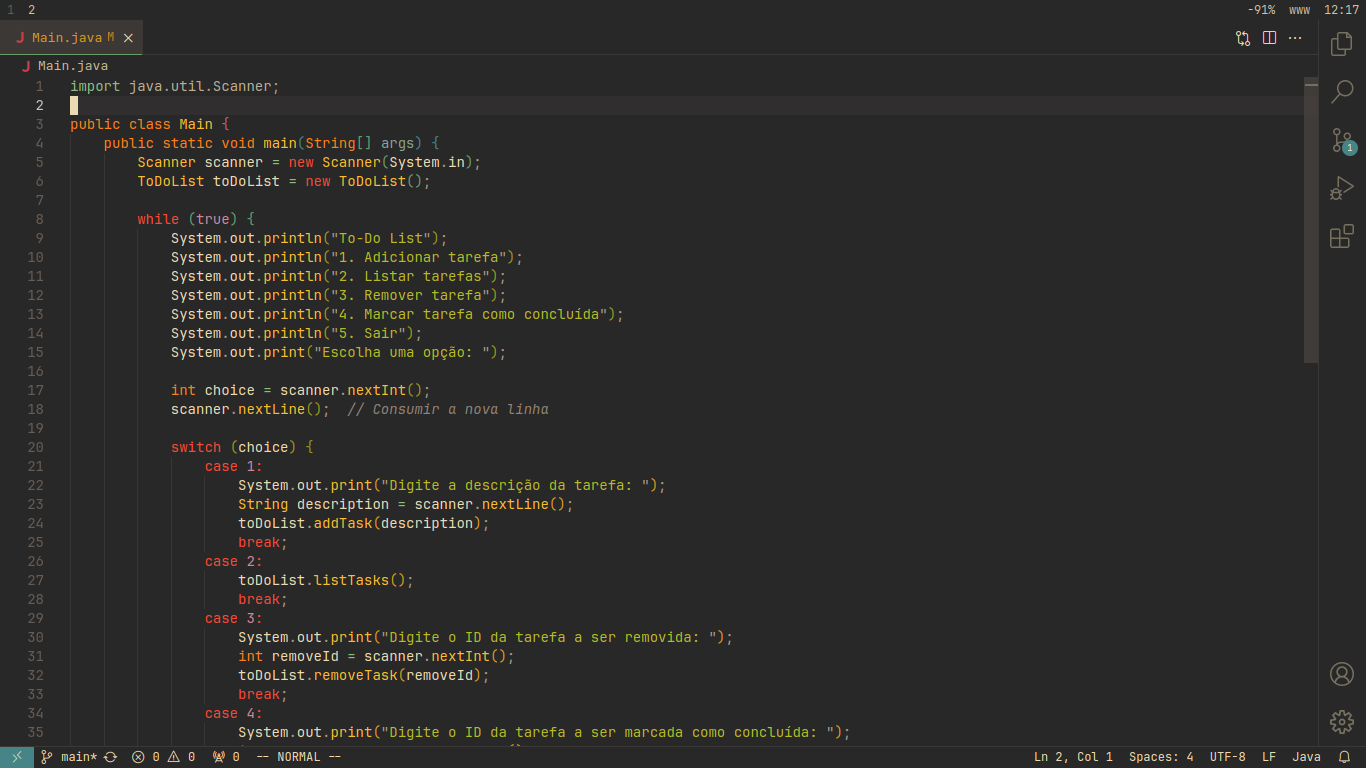 1 2 -91% www 12:17
Main.java M
Main.java
1 import java.util.Scanner;
2
3 public class Main {
4 public static void main(String[] args) {
5 Scanner scanner = new Scanner(System.in);
6 ToDoList toDoList = new ToDoList();
7
8 while (true) {
9 System.out.println("To-Do List");
10 System.out.println("1. Adicionar tarefa");
11 System.out.println("2. Listar tarefas");
12 System.out.println("3. Remover tarefa");
13 System.out.println("4. Marcar tarefa como concluída");
14 System.out.println("5. Sair");
15 System.out.print("Escolha uma opção: ");
16
17 int choice = scanner.nextInt();
18 scanner.nextLine(); // Consumir a nova linha
19
20 switch (choice) {
21 case 1:
22 System.out.print("Digite a descrição da tarefa: ");
23 String description = scanner.nextLine();
24 toDoList.addTask(description);
25 break;
26 case 2:
27 toDoList.listTasks();
28 break;
29 case 3:
30 System.out.print("Digite o ID da tarefa a ser removida: ");
31 int removeId = scanner.nextInt();
32 toDoList.removeTask(removeId);
33 break;
34 case 4:
35 System.out.print("Digite o ID da tarefa a ser marcada como concluída: ");
1
main* 0 0 0 -- NORMAL -- Ln 2, Col 1 Spaces: 4 UTF-8 LF Java